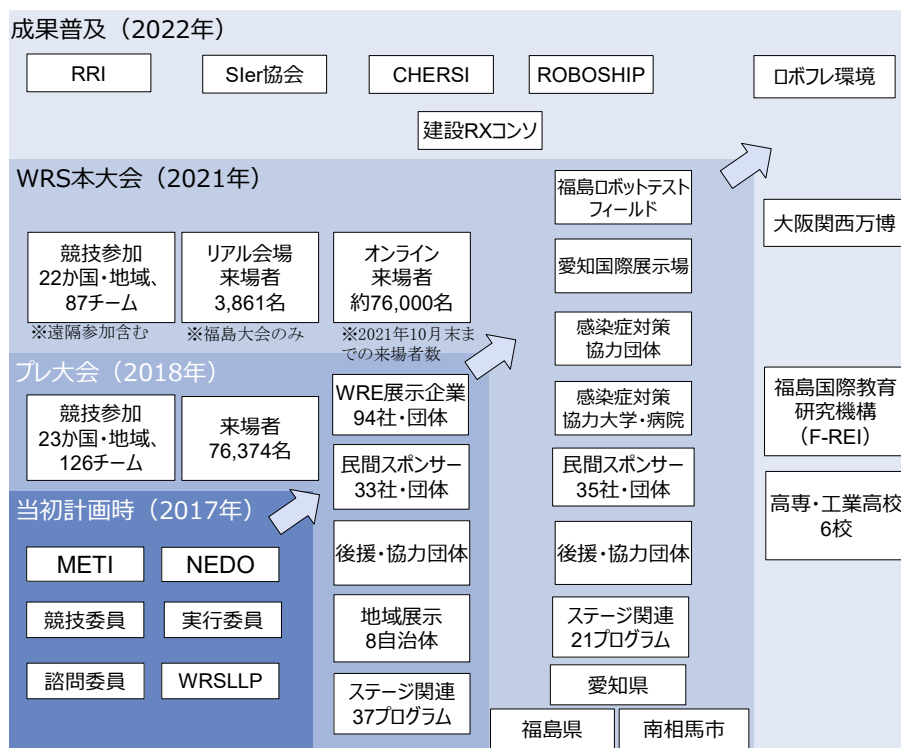 成果普及（2022年）
RRI
SIer協会
CHERSI
ROBOSHIP
ロボフレ環境
建設RXコンソ
大阪関西万博
福島国際教育
研究機構
（F-REI）
高専・工業高校
6校
WRS本大会（2021年）
競技参加
22か国・地域、
87チーム
※遠隔参加含む
リアル会場
来場者
3,861名
※福島大会のみ
オンライン
来場者
約76,000名
※2021年10月末ま
での来場者数
福島ロボットテスト
フィールド
愛知国際展示場
感染症対策
協力団体
感染症対策
協力大学・病院
民間スポンサー
35社・団体
後援・協力団体
ステージ関連
21プログラム
愛知県
福島県
南相馬市
プレ大会（2018年）
競技参加
23か国・地域、
126チーム
来場者
76,374名
WRE展示企業
94社・団体
民間スポンサー
33社・団体
後援・協力団体
地域展示
8自治体
ステージ関連
37プログラム
当初計画時（2017年）
METI
NEDO
競技委員
実行委員
諮問委員
WRSLLP